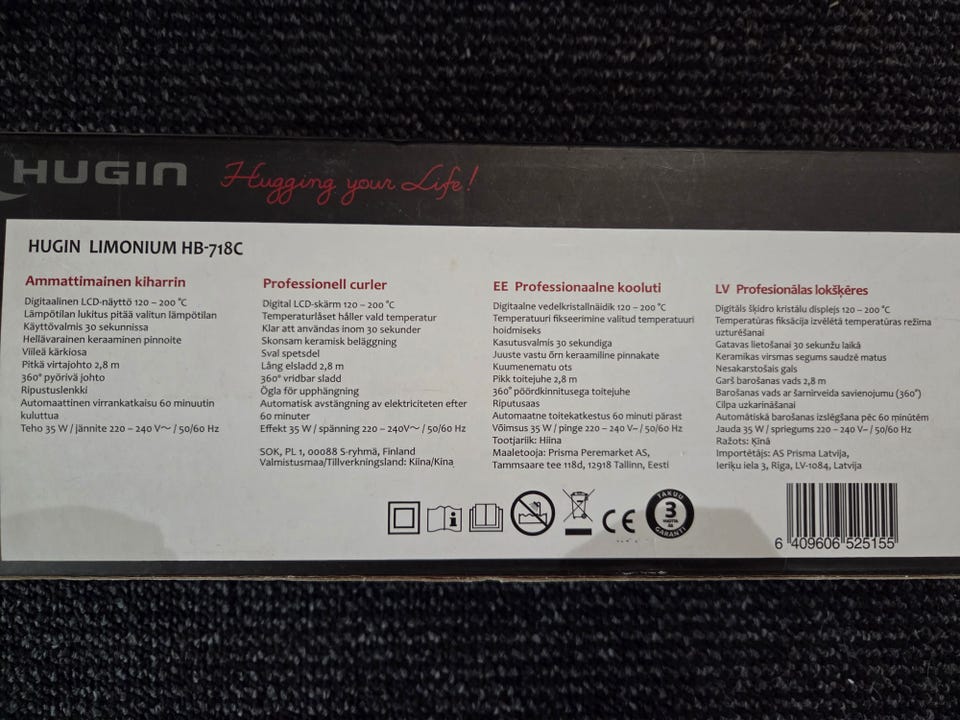 HUGIN Hugging your Life!
HUGIN LIMONIUM HB-718C
Ammattimainen kiharrin
Digitaalinen LCD-näyttö 120 – 200 °C
Lämpötilan lukitus pitää valitun lämpötilan
Käyttövalmis 30 sekunnissa
Hellävarainen keraaminen pinnoite
Viileä kärkiosa
Pitkä virtajohto 2,8 m
360° pyörivä johto
Ripustuslenkki
Automaattinen virrankatkaisu 60 minuutin
kuluttua
Teho 35 W / jännite 220 – 240 V~ / 50/60 Hz
Professionell curler
Digital LCD-skärm 120 – 200 °C
Temperaturlåset håller vald temperatur
Klar att användas inom 30 sekunder
Skonsam keramisk beläggning
Sval spetsdel
Lång elsladd 2,8 m
360° vridbar sladd
Ögla för upphängning
Automatisk avstängning av elektriciteten efter
60 minuter
Effekt 35 W / spänning 220 – 240V~ / 50/60 Hz
SOK, PL 1, 00088 S-ryhmä, Finland
Valmistusmaa/Tillverkningsland: Kiina/Kina
EE Professionaalne kooluti
Digitaalne vedelkristallnäidik 120 – 200 °C
Temperatuuri fikseerimine valitud temperatuuri
hoidmiseks
Kasutusvalmis 30 sekundiga
Juuste vastu õrn keraamiline pinnakate
Kuumenematu ots
Pikk toitejuhe 2,8 m
360° pöördkinnitusega toitejuhe
Riputusaas
Automaatne toitekatkestus 60 minuti pärast
Võimsus 35 W / pinge 220 – 240 V~ / 50/60 Hz
Tootjariik: Hiina
Maaletooja: Prisma Peremarket AS,
Tammsaare tee 118d, 12918 Tallinn, Eesti
LV Profesionālas lokšķēres
Digitāls šķidro kristālu displejs 120 – 200 °C
Temperatūras fiksācija izvēlētā temperatūras režīma
uzturēšanai
Gatavas lietošanai 30 sekunžu laikā
Keramikas virsmas segums saudzē matus
Nesakarstošais gals
Garš barošanas vads 2,8 m
Barošanas vads ar šarnirveida savienojumu (360°)
Cilpa uzkarināšanai
Automātiskā barošanas izslēgšana pēc 60 minūtēm
Jauda 35 W / spriegums 220 – 240 V~ / 50/60 Hz
Ražots: Ķīnā
Importētājs: AS Prisma Latvija,
Ieriķu iela 3, Rīga, LV-1084, Latvija
CE
TAKUU
3
VUOTTA
ÅR
GARANTI
6 409606 525155